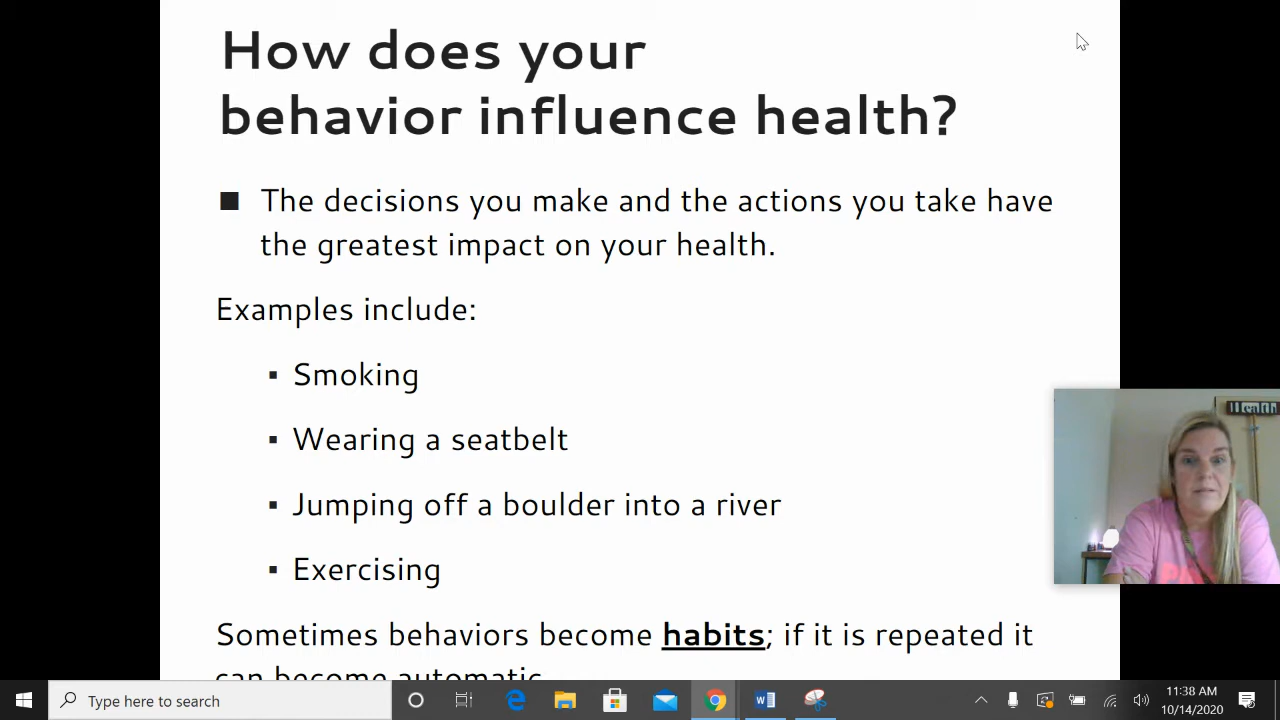 How does your
behavior influence health?
The decisions you make and the actions you take have
the greatest impact on your health.
Examples include:
Smoking
Wearing a seatbelt
Jumping off a boulder into a river
Exercising
Sometimes behaviors become habits; if it is repeated it
can become automatic
Health
Type here to search
11:38 AM
10/14/2020